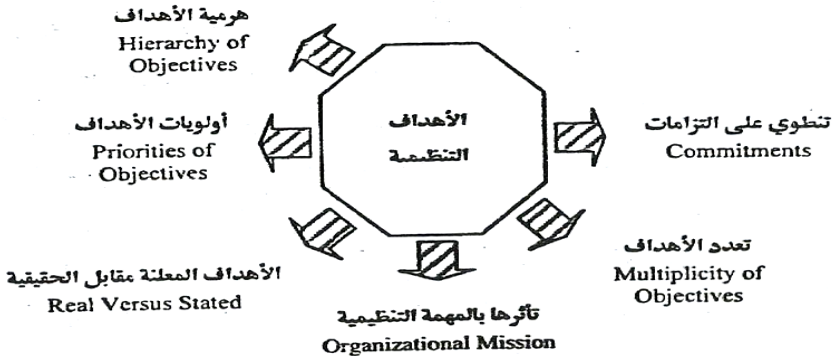 هرمية الأهداف
Hierarchy of
Objectives
أولويات الأهداف
Priorities of
Objectives
الأهداف
التنظيمية
تنطوي على التزامات
Commitments
الأهداف المعلنة مقابل الحقيقية
Real Versus Stated
تعدد الأهداف
Multiplicity of
Objectives
تأثرها بالمهمة التنظيمية
Organizational Mission